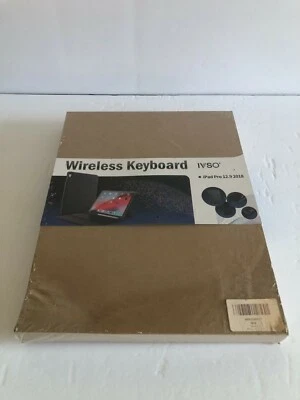 Wireless Keyboard
IVSO
iPad Pro 12.9 2018